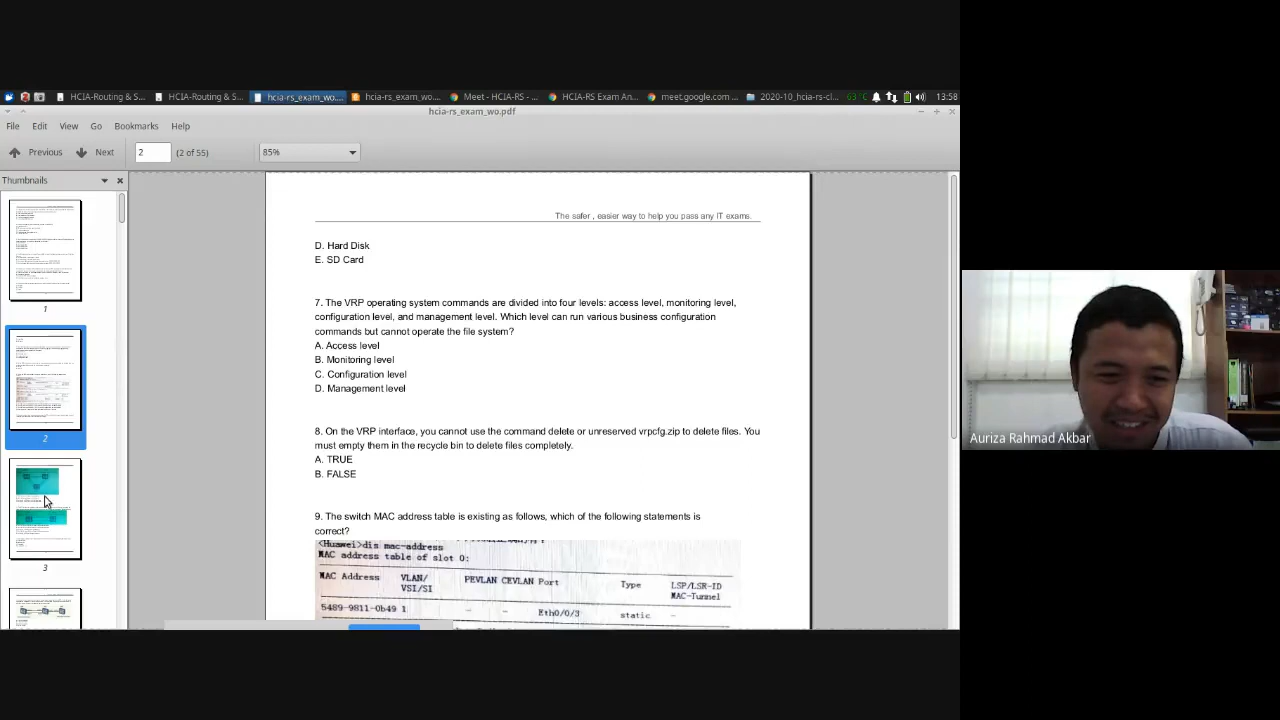 HCIA-Routing & S...
HCIA-Routing & S...
hcia-rs_exam_wo....
hcia-rs_exam_wo....
Meet - HCIA-RS - ...
HCIA-RS Exam An...
meet.google.com ...
2020-10_hcia-rs-cl...
63°C
13:58
hcia-rs_exam_wo.pdf
File Edit View Go Bookmarks Help
Previous Next 2 (2 of 55) 85%
Thumbnails
1
2
3
The safer , easier way to help you pass any IT exams.
D. Hard Disk
E. SD Card
7. The VRP operating system commands are divided into four levels: access level, monitoring level,
configuration level, and management level. Which level can run various business configuration
commands but cannot operate the file system?
A. Access level
B. Monitoring level
C. Configuration level
D. Management level
8. On the VRP interface, you cannot use the command delete or unreserved vrpcfg.zip to delete files. You
must empty them in the recycle bin to delete files completely.
A. TRUE
B. FALSE
9. The switch MAC address table is existing as follows, which of the following statements is
correct?
<Huawei>dis mac-address
MAC address table of slot 0:
MAC Address VLAN/ PEVLAN CEVLAN Port Type LSP/LSR-ID
VSI/SI MAC-Tunnel
5489-9811-0b49 1 - - Eth0/0/3 static -
Auriza Rahmad Akbar